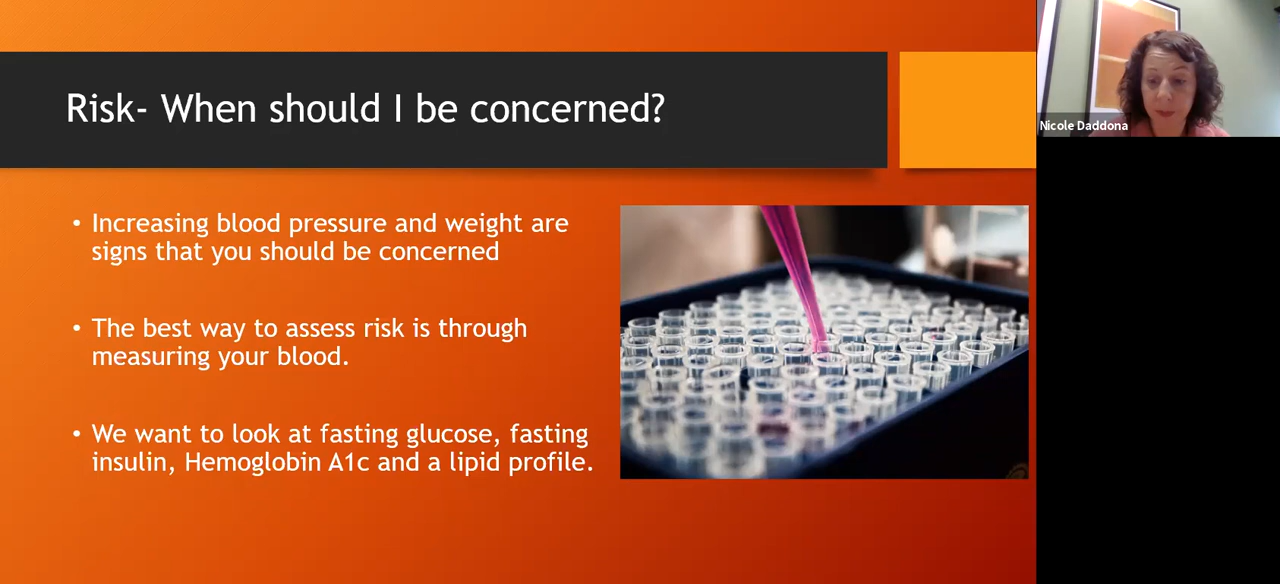 Risk- When should I be concerned?
Nicole Daddona
• Increasing blood pressure and weight are
signs that you should be concerned
• The best way to assess risk is through
measuring your blood.
• We want to look at fasting glucose, fasting
insulin, Hemoglobin A1c and a lipid profile.